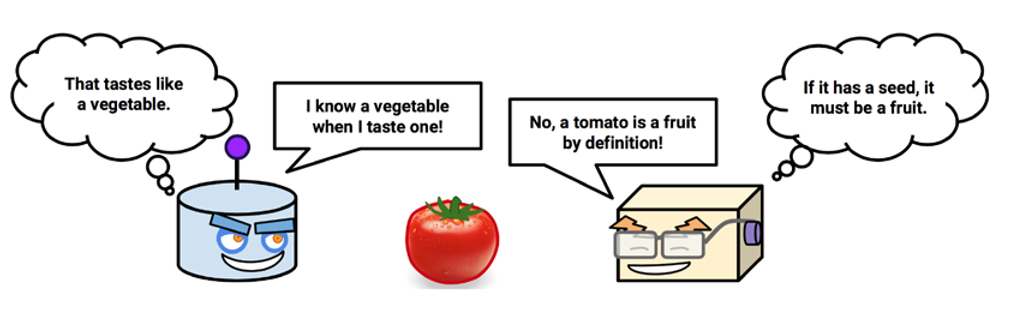 That tastes like
a vegetable.
I know a vegetable
when I taste one!
No, a tomato is a fruit
by definition!
If it has a seed, it
must be a fruit.